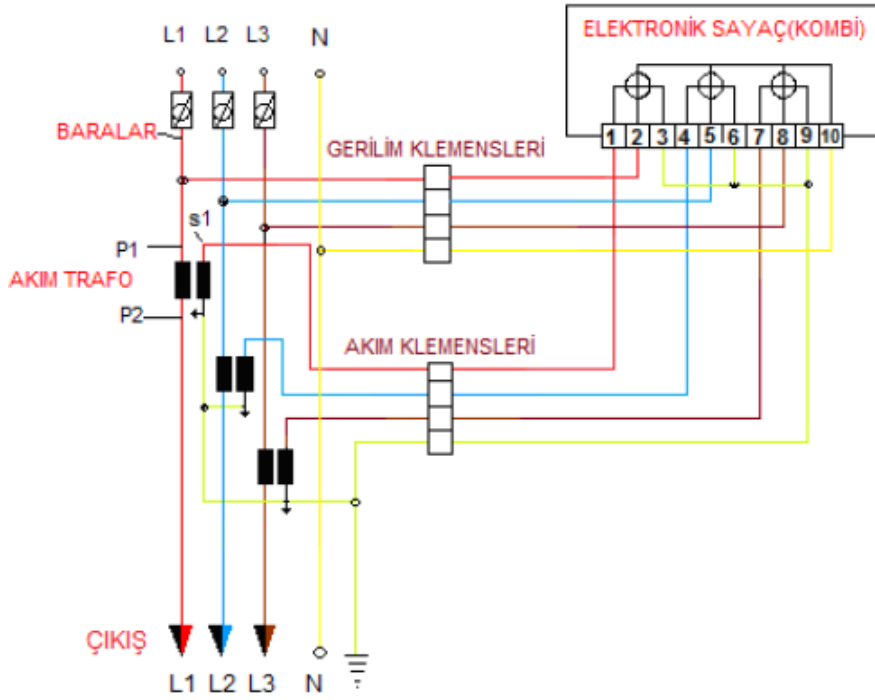 L1 L2 L3 N
ELEKTRONİK SAYAÇ(KOMBİ)
BARALAR
1 2 3 4 5 6 7 8 9 10
GERİLİM KLEMENSLERİ
s1
P1
AKIM TRAFO
P2
AKIM KLEMENSLERİ
ÇIKIŞ
L1 L2 L3 N